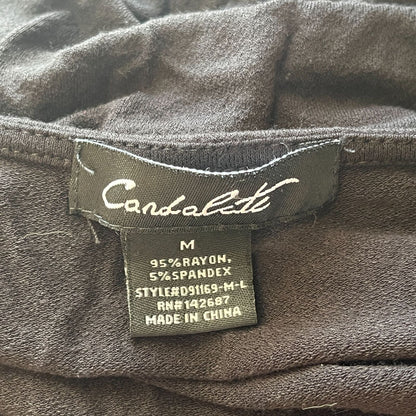 Candalite
M
95%RAYON,
5%SPANDEX
STYLE#D91169-M-L
RN#142687
MADE IN CHINA